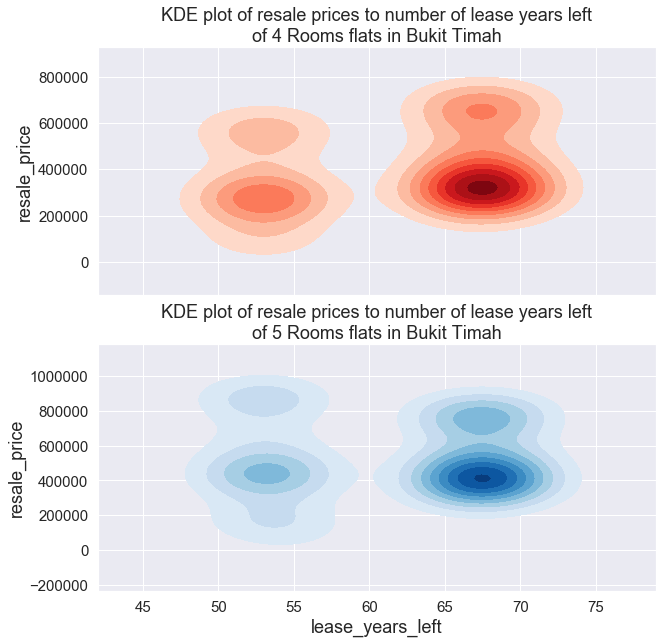 KDE plot of resale prices to number of lease years left
of 4 Rooms flats in Bukit Timah
800000
600000
400000
200000
0
resale_price
KDE plot of resale prices to number of lease years left
of 5 Rooms flats in Bukit Timah
1000000
800000
600000
400000
200000
0
−200000
resale_price
45 50 55 60 65 70 75
lease_years_left